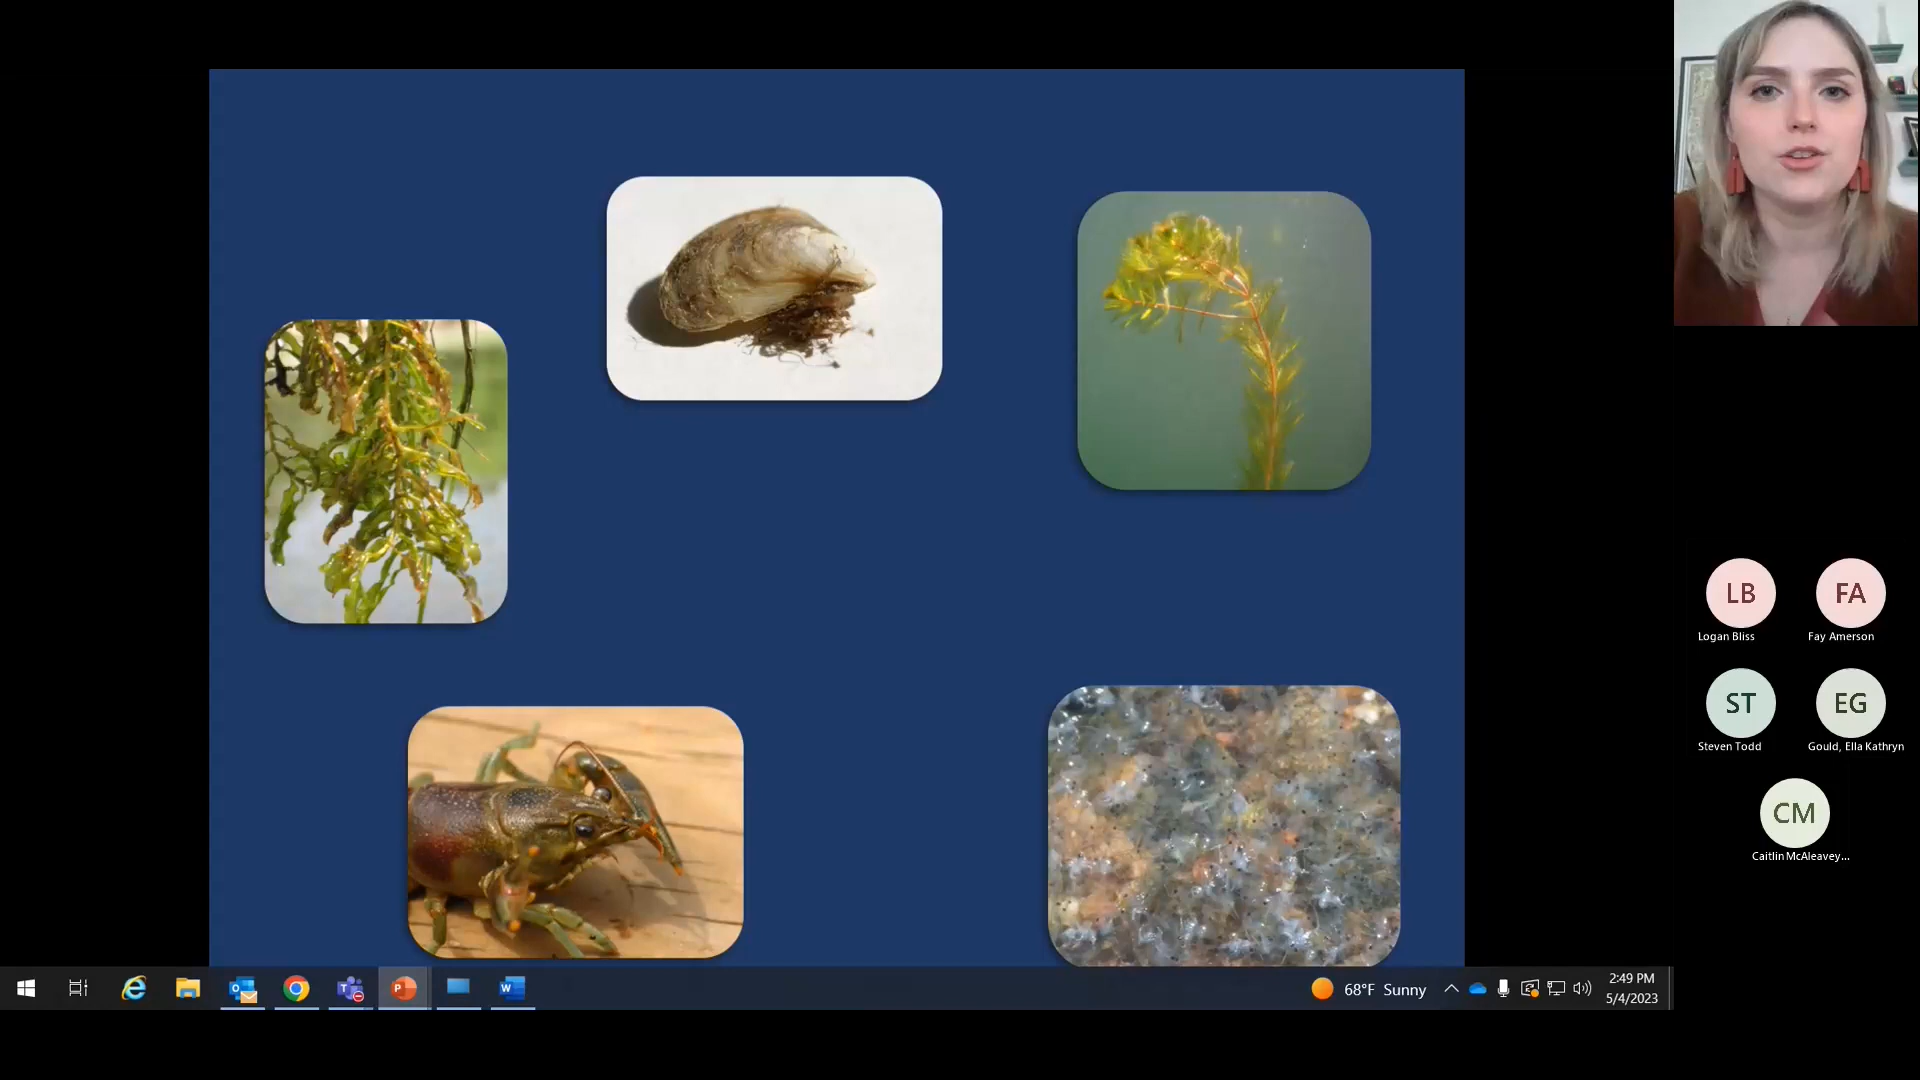 LB
FA
Logan Bliss
Fay Amerson
ST
EG
Steven Todd
Gould, Ella Kathryn
CM
Caitlin McAleavey...
68°F Sunny
2:49 PM
5/4/2023